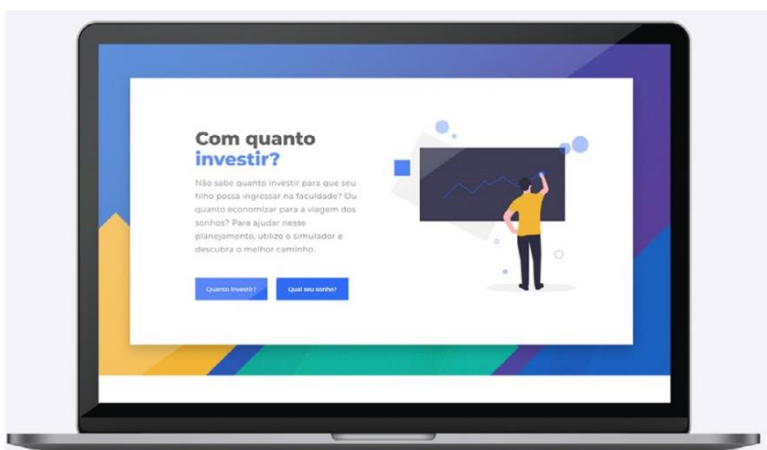 Com quanto
investir?
Não sabe quanto investir para que seu
filho possa ingressar na faculdade? Ou
quanto economizar para a viagem dos
sonhos? Para ajudar nesse
planejamento, utilize o simulador e
descubra o melhor caminho.
Quanto investir? Qual seu sonho?